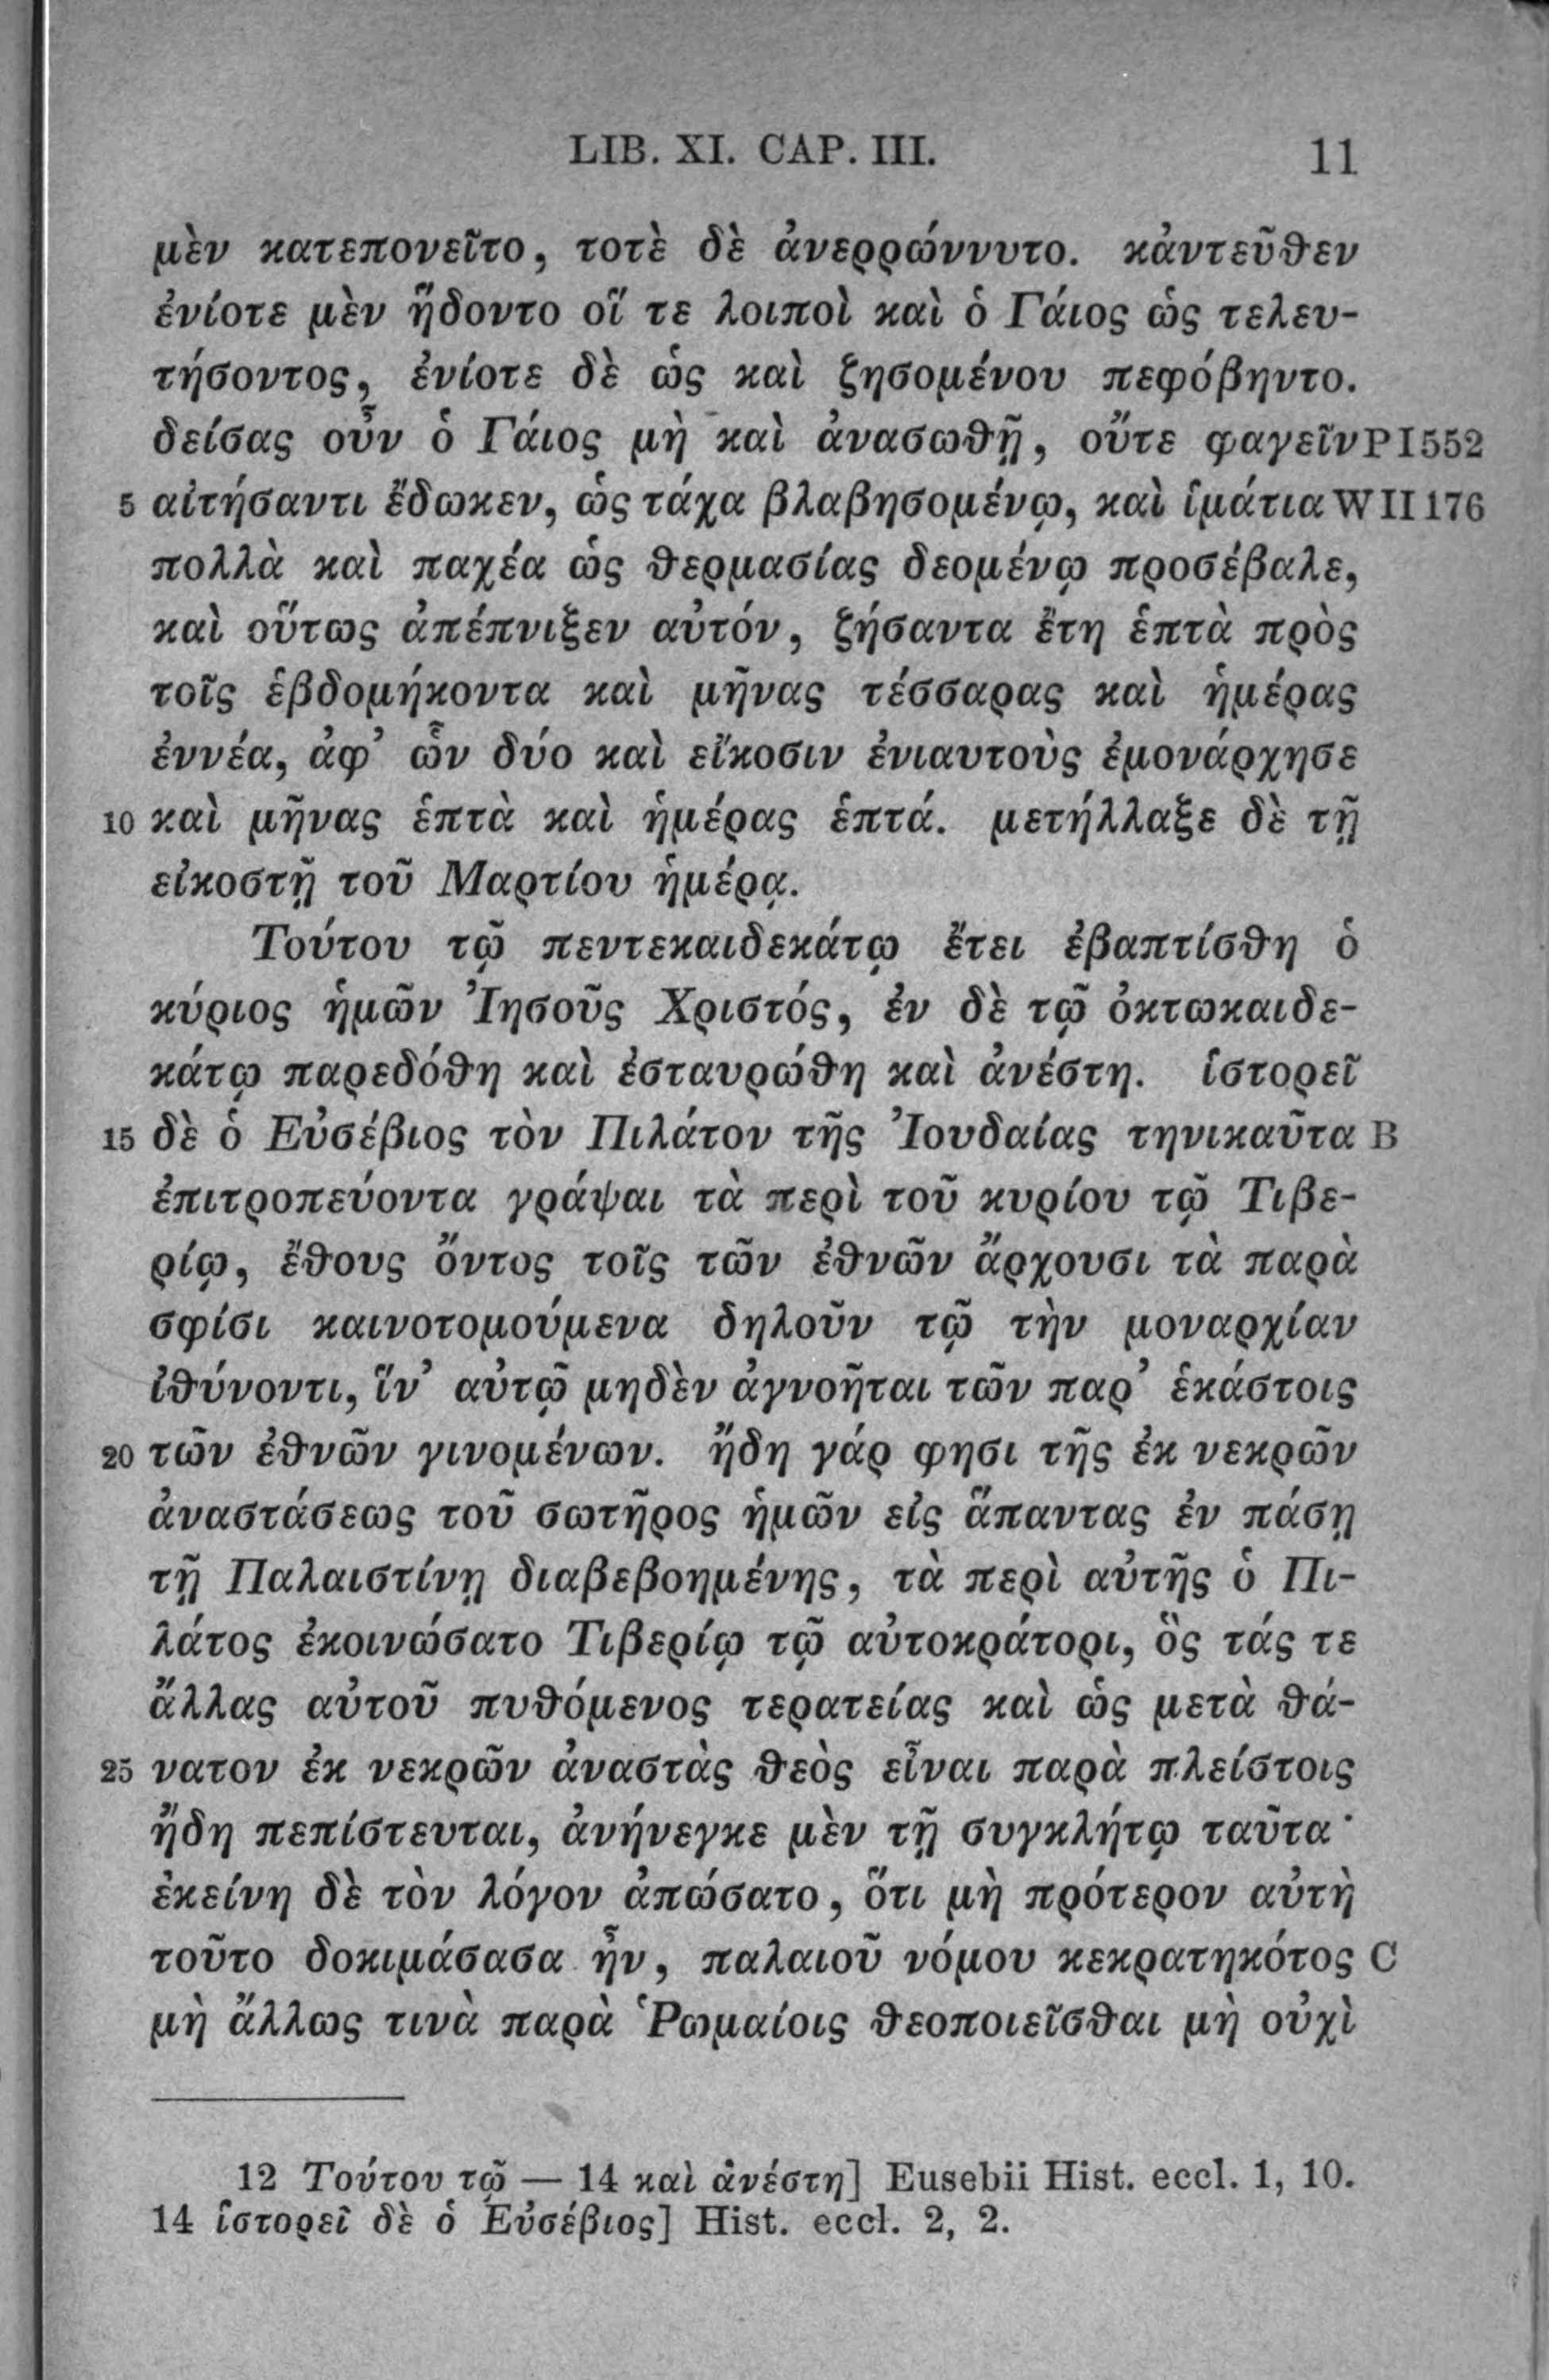 LIB. XI. CAP. III. 11
μὲν κατεπονεῖτο, τοτὲ δὲ ἀνερρώννυτο. κἀντεῦθεν
ἐνίοτε μὲν ἥδοντο οἵ τε λοιποὶ καὶ ὁ Γάιος ὡς τελευ-
τήσοντος, ἐνίοτε δὲ ὡς καὶ ζησομένου πεφόβηντο.
δείσας οὖν ὁ Γάιος μὴ καὶ ἀνασωθῇ, οὔτε φαγεῖν P I 552
5 αἰτήσαντι ἔδωκεν, ὡς τάχα βλαβησομένῳ, καὶ ἱμάτια W II 176
πολλὰ καὶ παχέα ὡς θερμασίας δεομένῳ προσέβαλε,
καὶ οὕτως ἀπέπνιξεν αὐτόν, ζήσαντα ἔτη ἑπτὰ πρὸς
τοῖς ἑβδομήκοντα καὶ μῆνας τέσσαρας καὶ ἡμέρας
ἐννέα, ἀφ’ ὧν δύο καὶ εἴκοσιν ἐνιαυτοὺς ἐμονάρχησε
10 καὶ μῆνας ἑπτὰ καὶ ἡμέρας ἑπτά. μετήλλαξε δὲ τῇ
εἰκοστῇ τοῦ Μαρτίου ἡμέρᾳ.
Τούτου τῷ πεντεκαιδεκάτῳ ἔτει ἐβαπτίσθη ὁ
κύριος ἡμῶν Ἰησοῦς Χριστός, ἐν δὲ τῷ ὀκτωκαιδε-
κάτῳ παρεδόθη καὶ ἐσταυρώθη καὶ ἀνέστη. ἱστορεῖ
15 δὲ ὁ Εὐσέβιος τὸν Πιλάτον τῆς Ἰουδαίας τηνικαῦτα B
ἐπιτροπεύοντα γράψαι τὰ περὶ τοῦ κυρίου τῷ Τιβε-
ρίῳ, ἔθους ὄντος τοῖς τῶν ἐθνῶν ἄρχουσι τὰ παρὰ
σφίσι καινοτομούμενα δηλοῦν τῷ τὴν μοναρχίαν
ἰθύνοντι, ἵν’ αὐτῷ μηδὲν ἀγνοῆται τῶν παρ’ ἑκάστοις
20 τῶν ἐθνῶν γινομένων. ἤδη γάρ φησι τῆς ἐκ νεκρῶν
ἀναστάσεως τοῦ σωτῆρος ἡμῶν εἰς ἅπαντας ἐν πάσῃ
τῇ Παλαιστίνῃ διαβεβοημένης, τὰ περὶ αὐτῆς ὁ Πι-
λάτος ἐκοινώσατο Τιβερίῳ τῷ αὐτοκράτορι, ὃς τάς τε
ἄλλας αὐτοῦ πυθόμενος τερατείας καὶ ὡς μετὰ θά-
25 νατον ἐκ νεκρῶν ἀναστὰς θεὸς εἶναι παρὰ πλείστοις
ἤδη πεπίστευται, ἀνήνεγκε μὲν τῇ συγκλήτῳ ταῦτα·
ἐκείνη δὲ τὸν λόγον ἀπώσατο, ὅτι μὴ πρότερον αὐτὴ
τοῦτο δοκιμάσασα ἦν, παλαιοῦ νόμου κεκρατηκότος C
μὴ ἄλλως τινὰ παρὰ Ῥωμαίοις θεοποιεῖσθαι μὴ οὐχὶ
12 Τούτου τῷ — 14 καὶ ἀνέστη] Eusebii Hist. eccl. 1, 10.
14 ἱστορεῖ δὲ ὁ Εὐσέβιος] Hist. eccl. 2, 2.